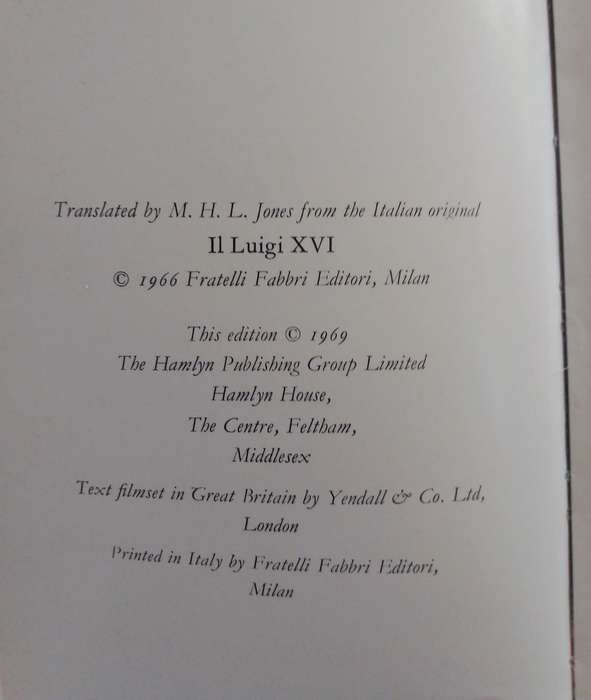 Translated by M. H. L. Jones from the Italian original
Il Luigi XVI
© 1966 Fratelli Fabbri Editori, Milan
This edition © 1969
The Hamlyn Publishing Group Limited
Hamlyn House,
The Centre, Feltham,
Middlesex
Text filmset in Great Britain by Yendall & Co. Ltd,
London
Printed in Italy by Fratelli Fabbri Editori,
Milan